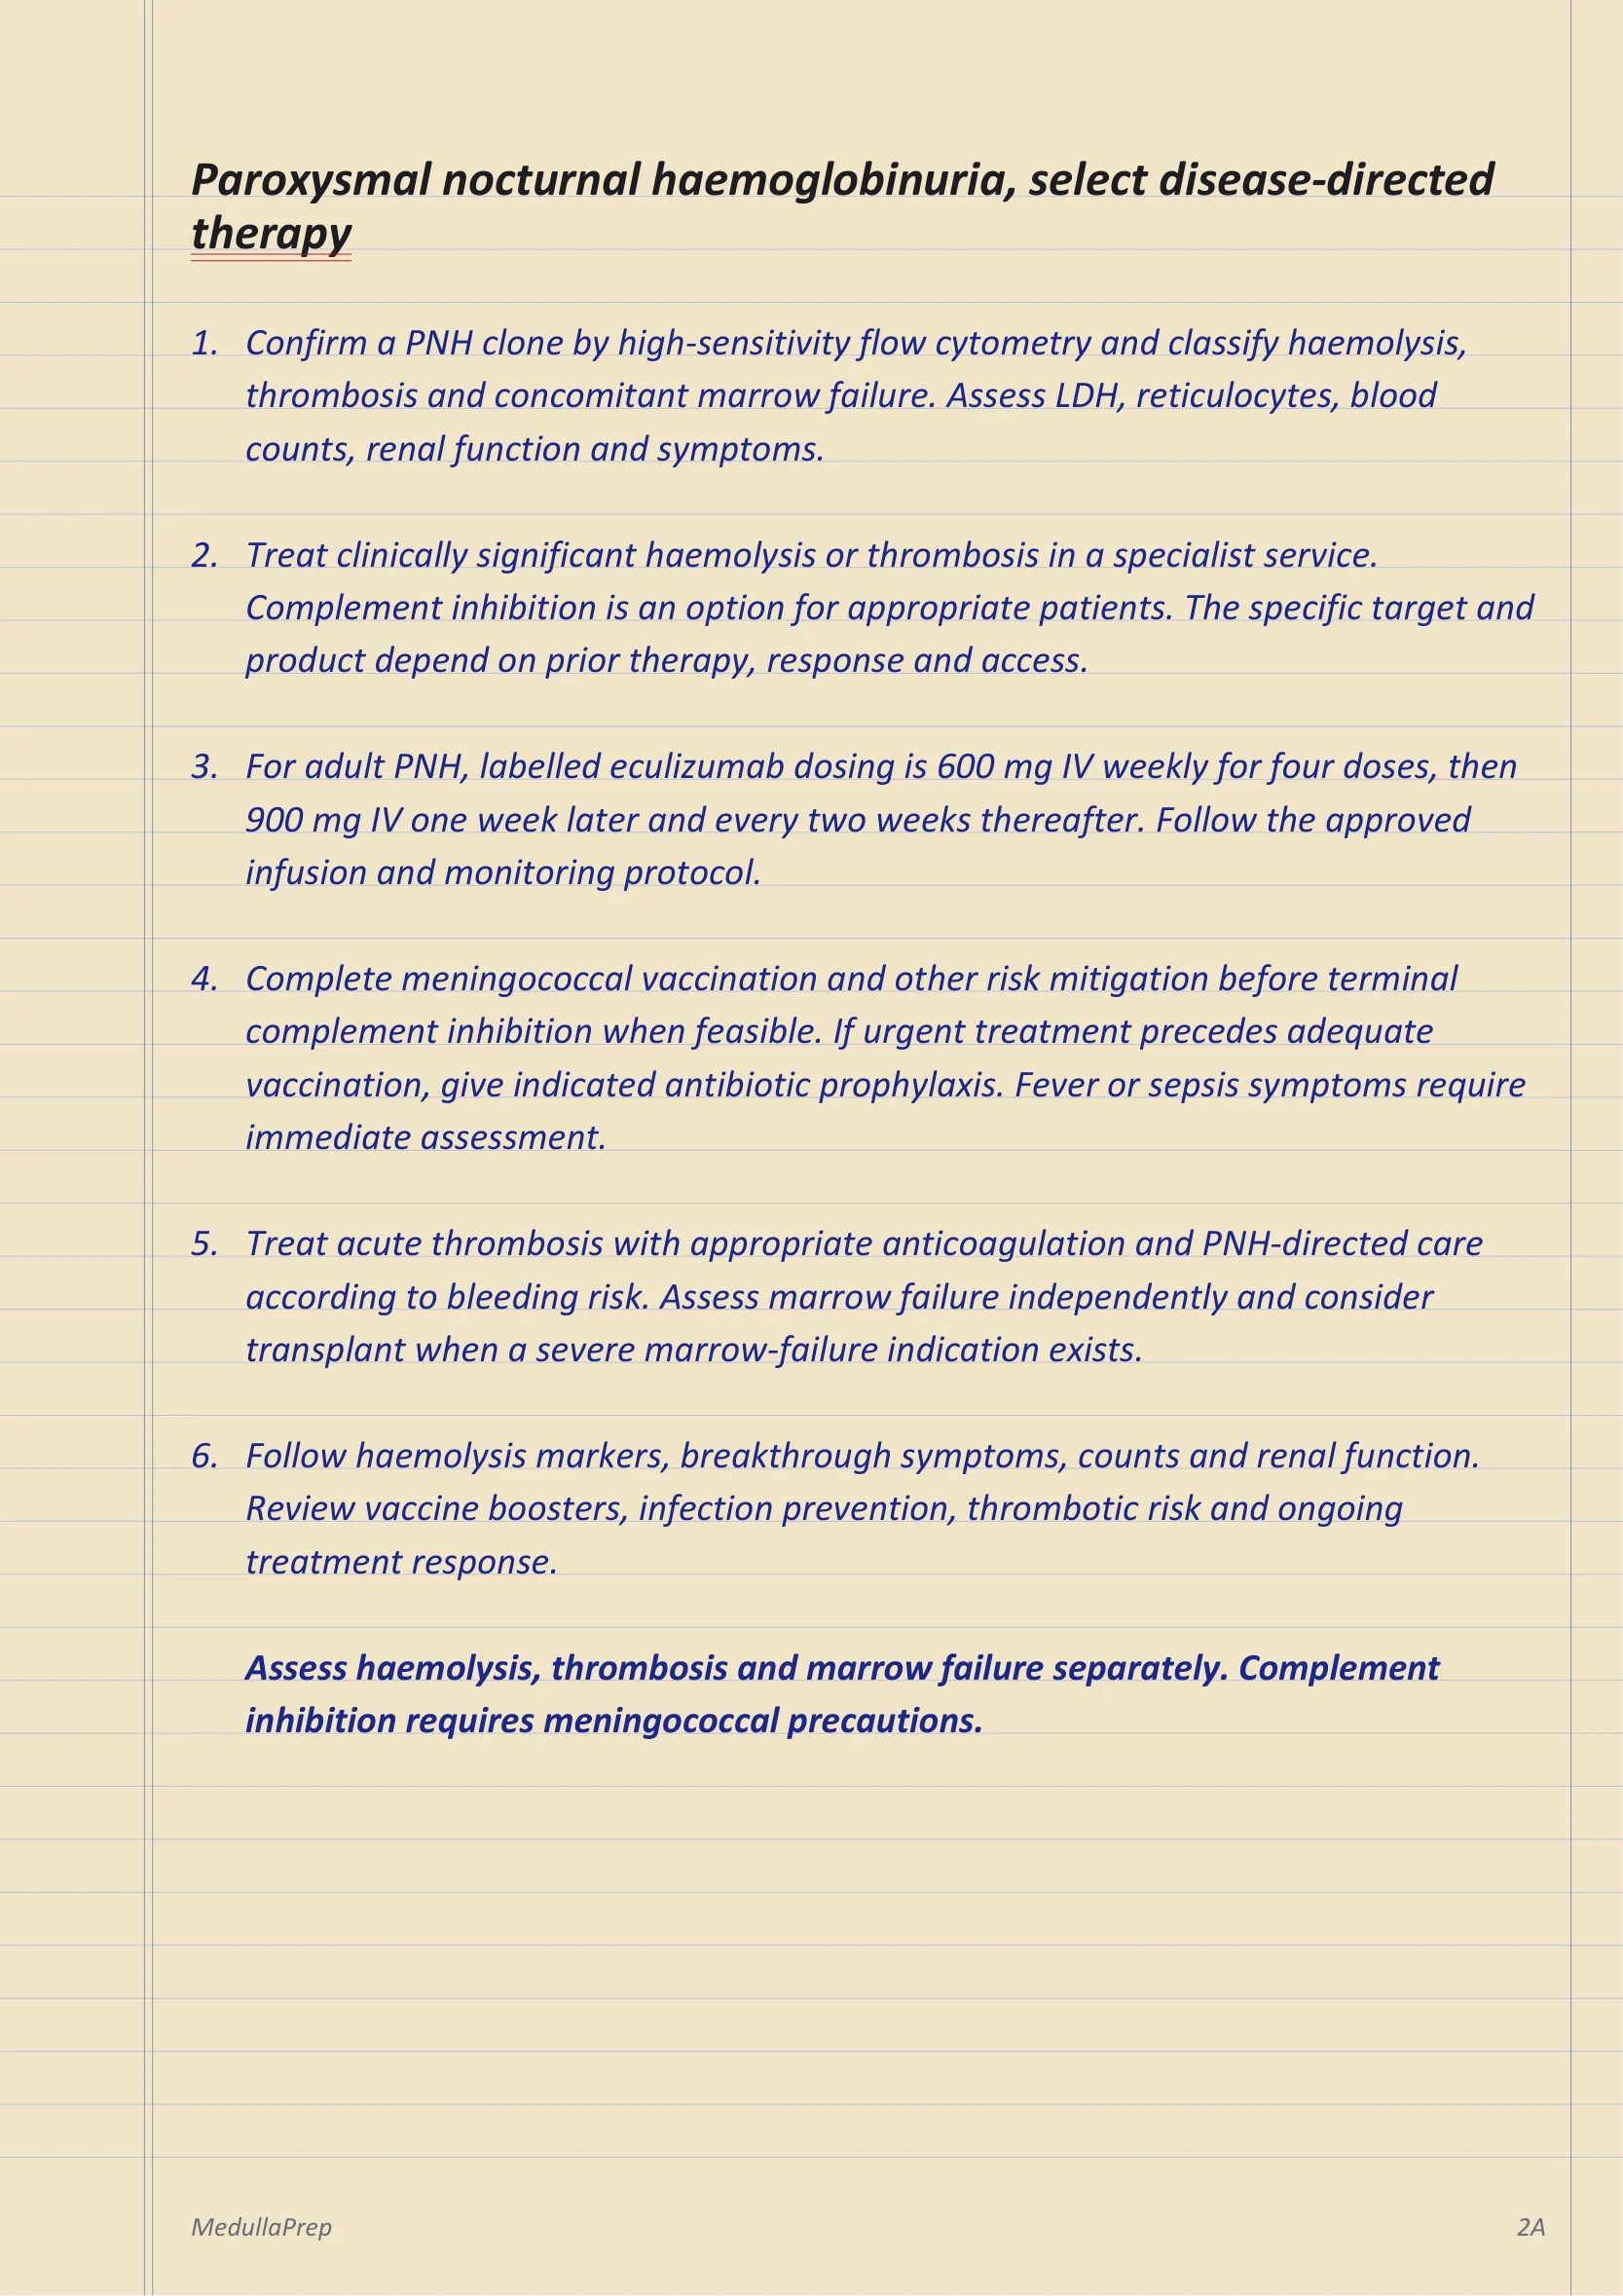 Paroxysmal nocturnal haemoglobinuria, select disease-directed
therapy
1. Confirm a PNH clone by high-sensitivity flow cytometry and classify haemolysis,
thrombosis and concomitant marrow failure. Assess LDH, reticulocytes, blood
counts, renal function and symptoms.
2. Treat clinically significant haemolysis or thrombosis in a specialist service.
Complement inhibition is an option for appropriate patients. The specific target and
product depend on prior therapy, response and access.
3. For adult PNH, labelled eculizumab dosing is 600 mg IV weekly for four doses, then
900 mg IV one week later and every two weeks thereafter. Follow the approved
infusion and monitoring protocol.
4. Complete meningococcal vaccination and other risk mitigation before terminal
complement inhibition when feasible. If urgent treatment precedes adequate
vaccination, give indicated antibiotic prophylaxis. Fever or sepsis symptoms require
immediate assessment.
5. Treat acute thrombosis with appropriate anticoagulation and PNH-directed care
according to bleeding risk. Assess marrow failure independently and consider
transplant when a severe marrow-failure indication exists.
6. Follow haemolysis markers, breakthrough symptoms, counts and renal function.
Review vaccine boosters, infection prevention, thrombotic risk and ongoing
treatment response.
Assess haemolysis, thrombosis and marrow failure separately. Complement
inhibition requires meningococcal precautions.
MedullaPrep
2A